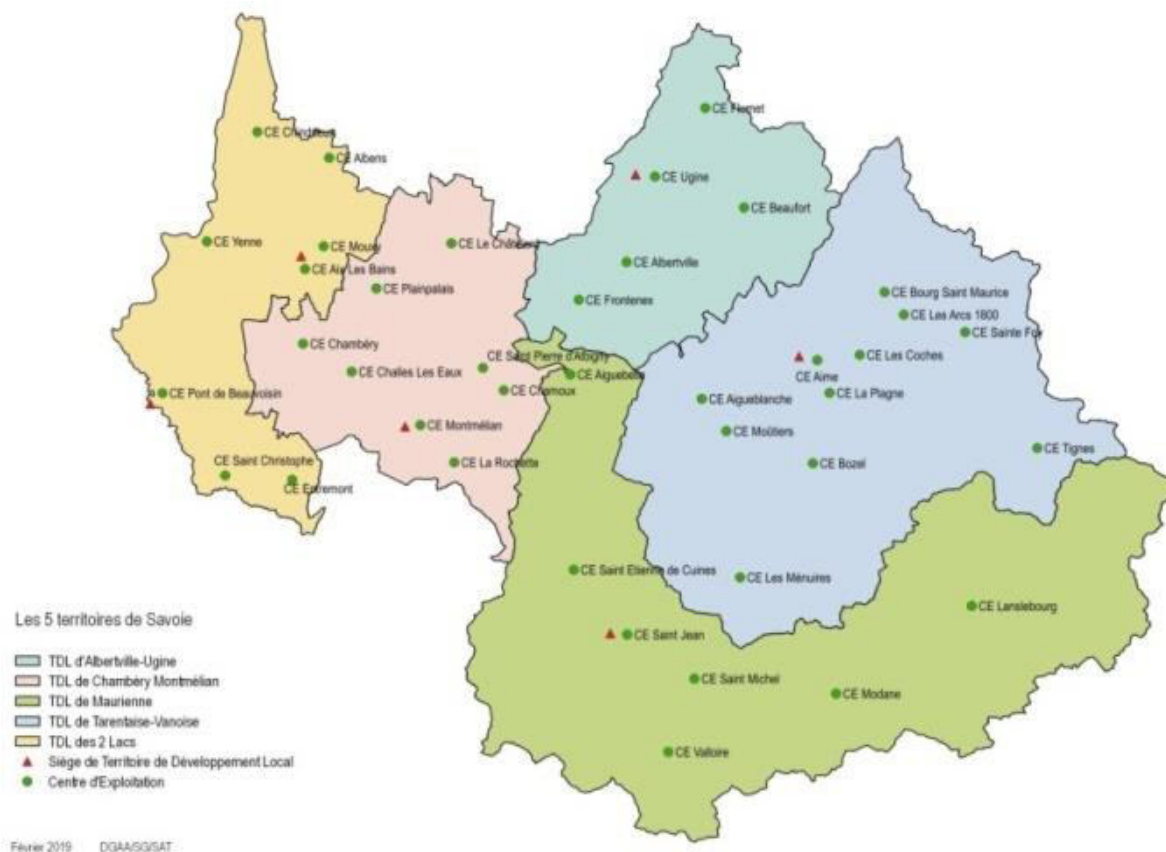 CE Flumet
CE Chindrieux
CE Albens
CE Ugine
CE Beaufort
CE Yenne
CE Mouxy
CE Le Châtelard
CE Albertville
CE Aix Les Bains
CE Plainpalais
CE Frontenex
CE Bourg Saint Maurice
CE Les Arcs 1800
CE Sainte Foy
CE Chambéry
CE Saint Pierre d'Albigny
CE Les Coches
CE Challes Les Eaux
CE Aiguebelle
CE Aime
CE Pont de Beauvoisin
CE Chamoux
CE La Plagne
CE Aigueblanche
CE Montmélian
CE Moûtiers
CE Tignes
CE La Rochette
CE Bozel
CE Saint Christophe
CE Entremont
CE Saint Etienne de Cuines
CE Les Ménuires
CE Lanslebourg
CE Saint Jean
CE Saint Michel
CE Modane
CE Valloire
Les 5 territoires de Savoie
TDL d'Albertville-Ugine
TDL de Chambéry Montmélian
TDL de Maurienne
TDL de Tarentaise-Vanoise
TDL des 2 Lacs
Siège de Territoire de Développement Local
Centre d'Exploitation
Février 2019 DGAA/SG/SAT